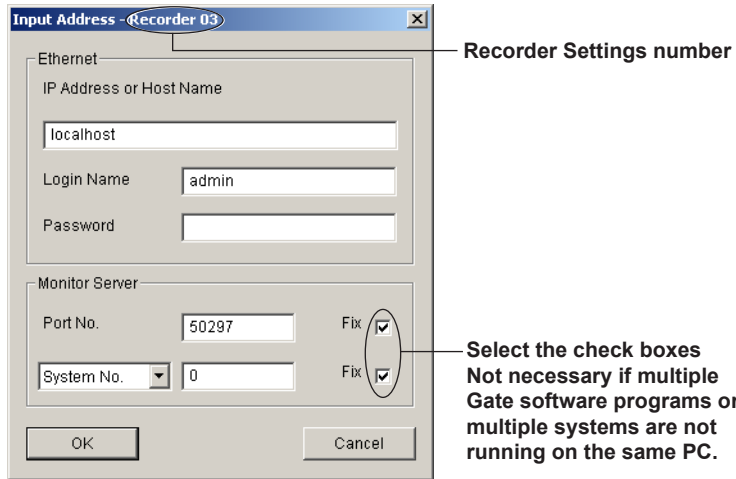 Input Address - Recorder 03
Recorder Settings number
Ethernet
IP Address or Host Name
localhost
Login Name admin
Password
Monitor Server
Port No. 50297 Fix
System No. 0 Fix
Select the check boxes
Not necessary if multiple
Gate software programs or
multiple systems are not
running on the same PC.
OK Cancel